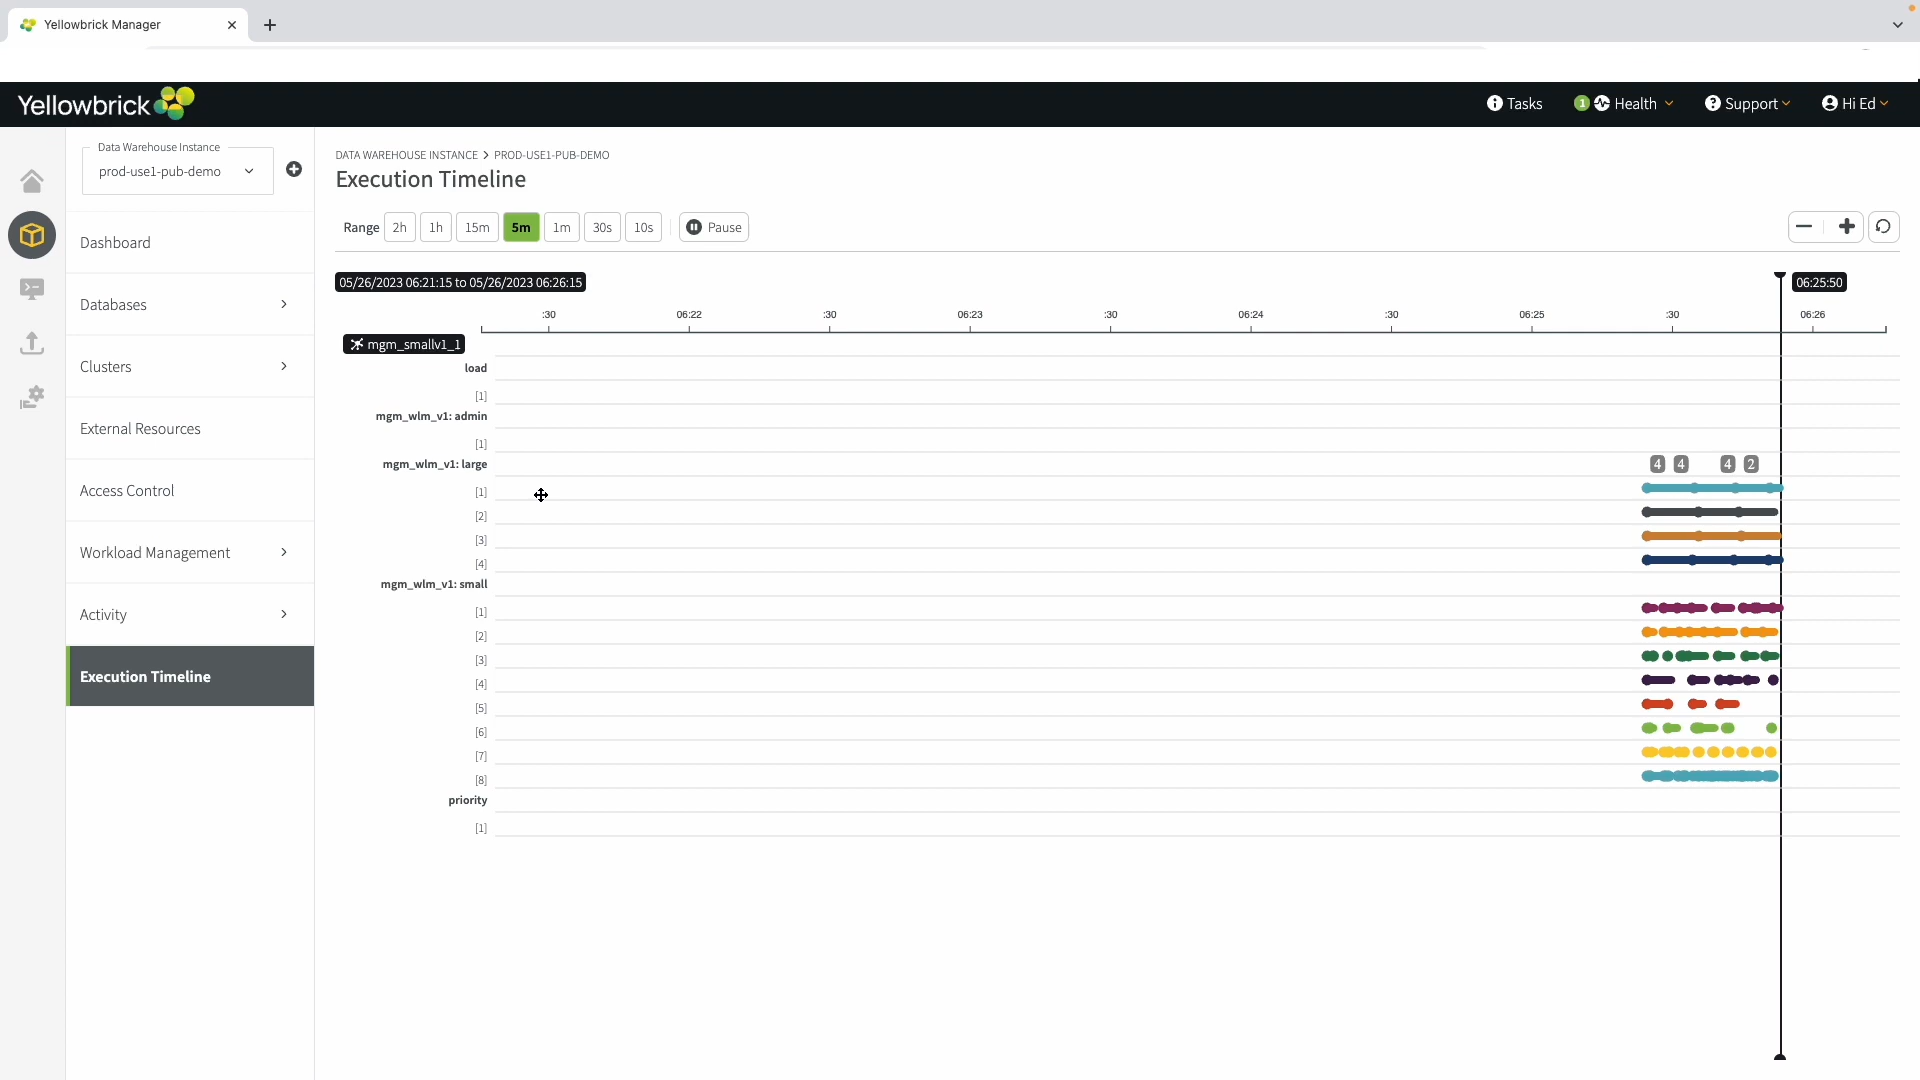 Yellowbrick Manager
Yellowbrick
Tasks
1 Health
Support
Hi Ed
Data Warehouse Instance
prod-use1-pub-demo
Dashboard
Databases
Clusters
External Resources
Access Control
Workload Management
Activity
Execution Timeline
DATA WAREHOUSE INSTANCE > PROD-USE1-PUB-DEMO
Execution Timeline
Range 2h 1h 15m 5m 1m 30s 10s Pause
05/26/2023 06:21:15 to 05/26/2023 06:26:15
06:25:50
:30 06:22 :30 06:23 :30 06:24 :30 06:25 :30 06:26
mgm_smallv1_1
load
[1]
mgm_wlm_v1: admin
[1]
mgm_wlm_v1: large 4 4 4 2
[1]
[2]
[3]
[4]
mgm_wlm_v1: small
[1]
[2]
[3]
[4]
[5]
[6]
[7]
[8]
priority
[1]